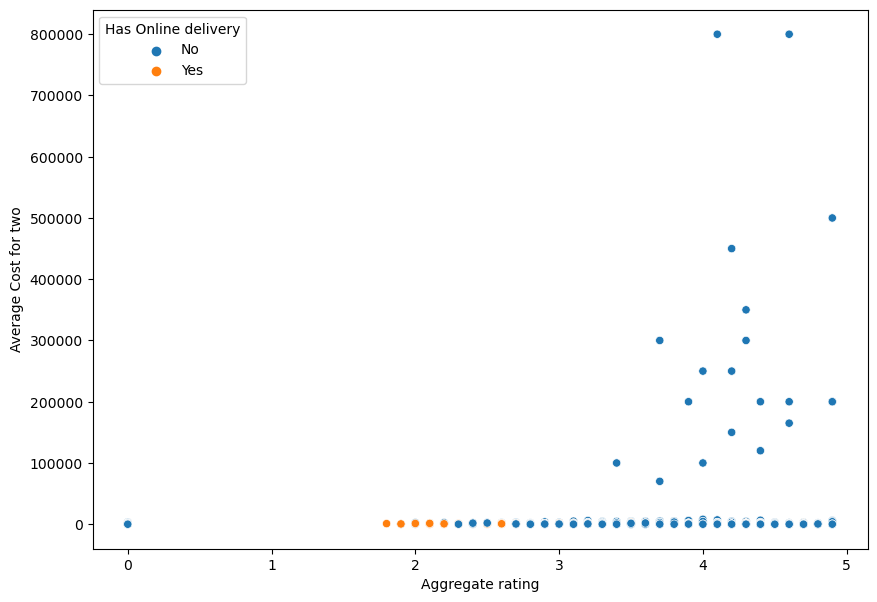 Has Online delivery
No
Yes
800000
700000
600000
500000
400000
300000
200000
100000
0
Average Cost for two
0 1 2 3 4 5
Aggregate rating